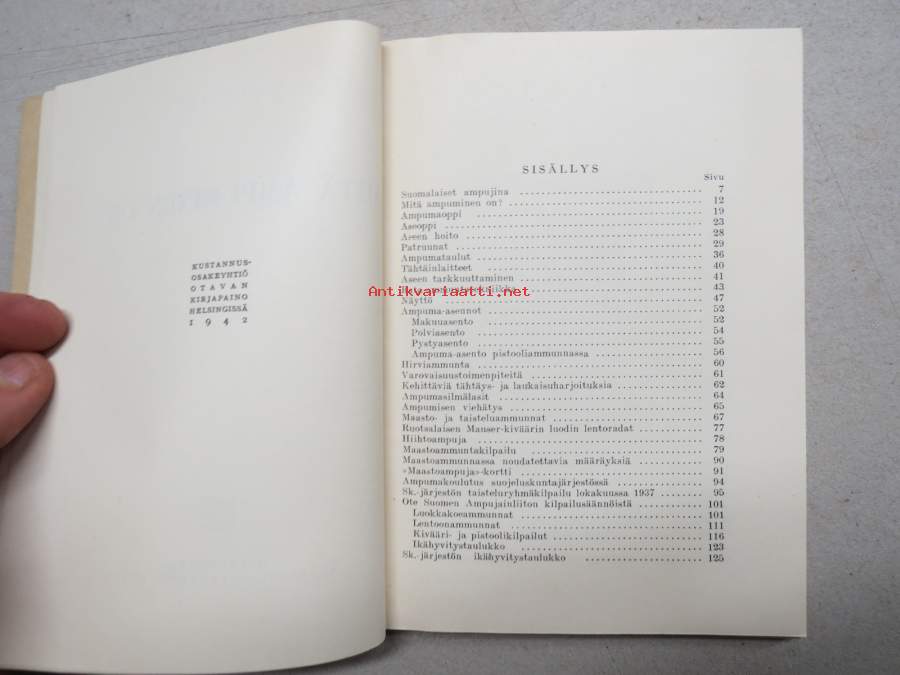 KUSTANNUS-
OSAKEYHTIÖ
OTAVAN
KIRJAPAINO
HELSINGISSÄ
1942
SISÄLLYS
Sivu
Suomalaiset ampujina 7
Mitä ampuminen on? 12
Ampumaoppi 19
Aseoppi 23
Aseen hoito 28
Patruunat 29
Ampumataulut 36
Tähtäinlaitteet 40
Aseen tarkkuuttaminen 41
43
Antikvariaatti.net
Näyttö 47
Ampuma-asennot 52
Makuuasento 52
Polviasento 54
Pystyasento 55
Ampuma-asento pistooliammunnassa 56
Hirviammunta 60
Varovaisuustoimenpiteitä 61
Kehittäviä tähtäys- ja laukaisuharjoituksia 62
Ampumasilmälasit 64
Ampumisen viehätys 65
Maasto- ja taisteluammunnat 67
Ruotsalaisen Mauser-kiväärin luodin lentoradat 77
Hiihtoampuja 78
Maastoammuntakilpailu 79
Maastoammunnassa noudatettavia määräyksiä 90
»Maastoampuja»-kortti 91
Ampumakoulutus suojeluskuntajärjestössä 94
Sk.-järjestön taisteluryhmäkilpailu lokakuussa 1937 95
Ote Suomen Ampujainliiton kilpailusäännöistä 101
Luokkakoeammunnat 101
Lentoonammunnat 111
Kivääri- ja pistoolikilpailut 116
Ikähyvitystaulukko 123
Sk.-järjestön ikähyvitystaulukko 125